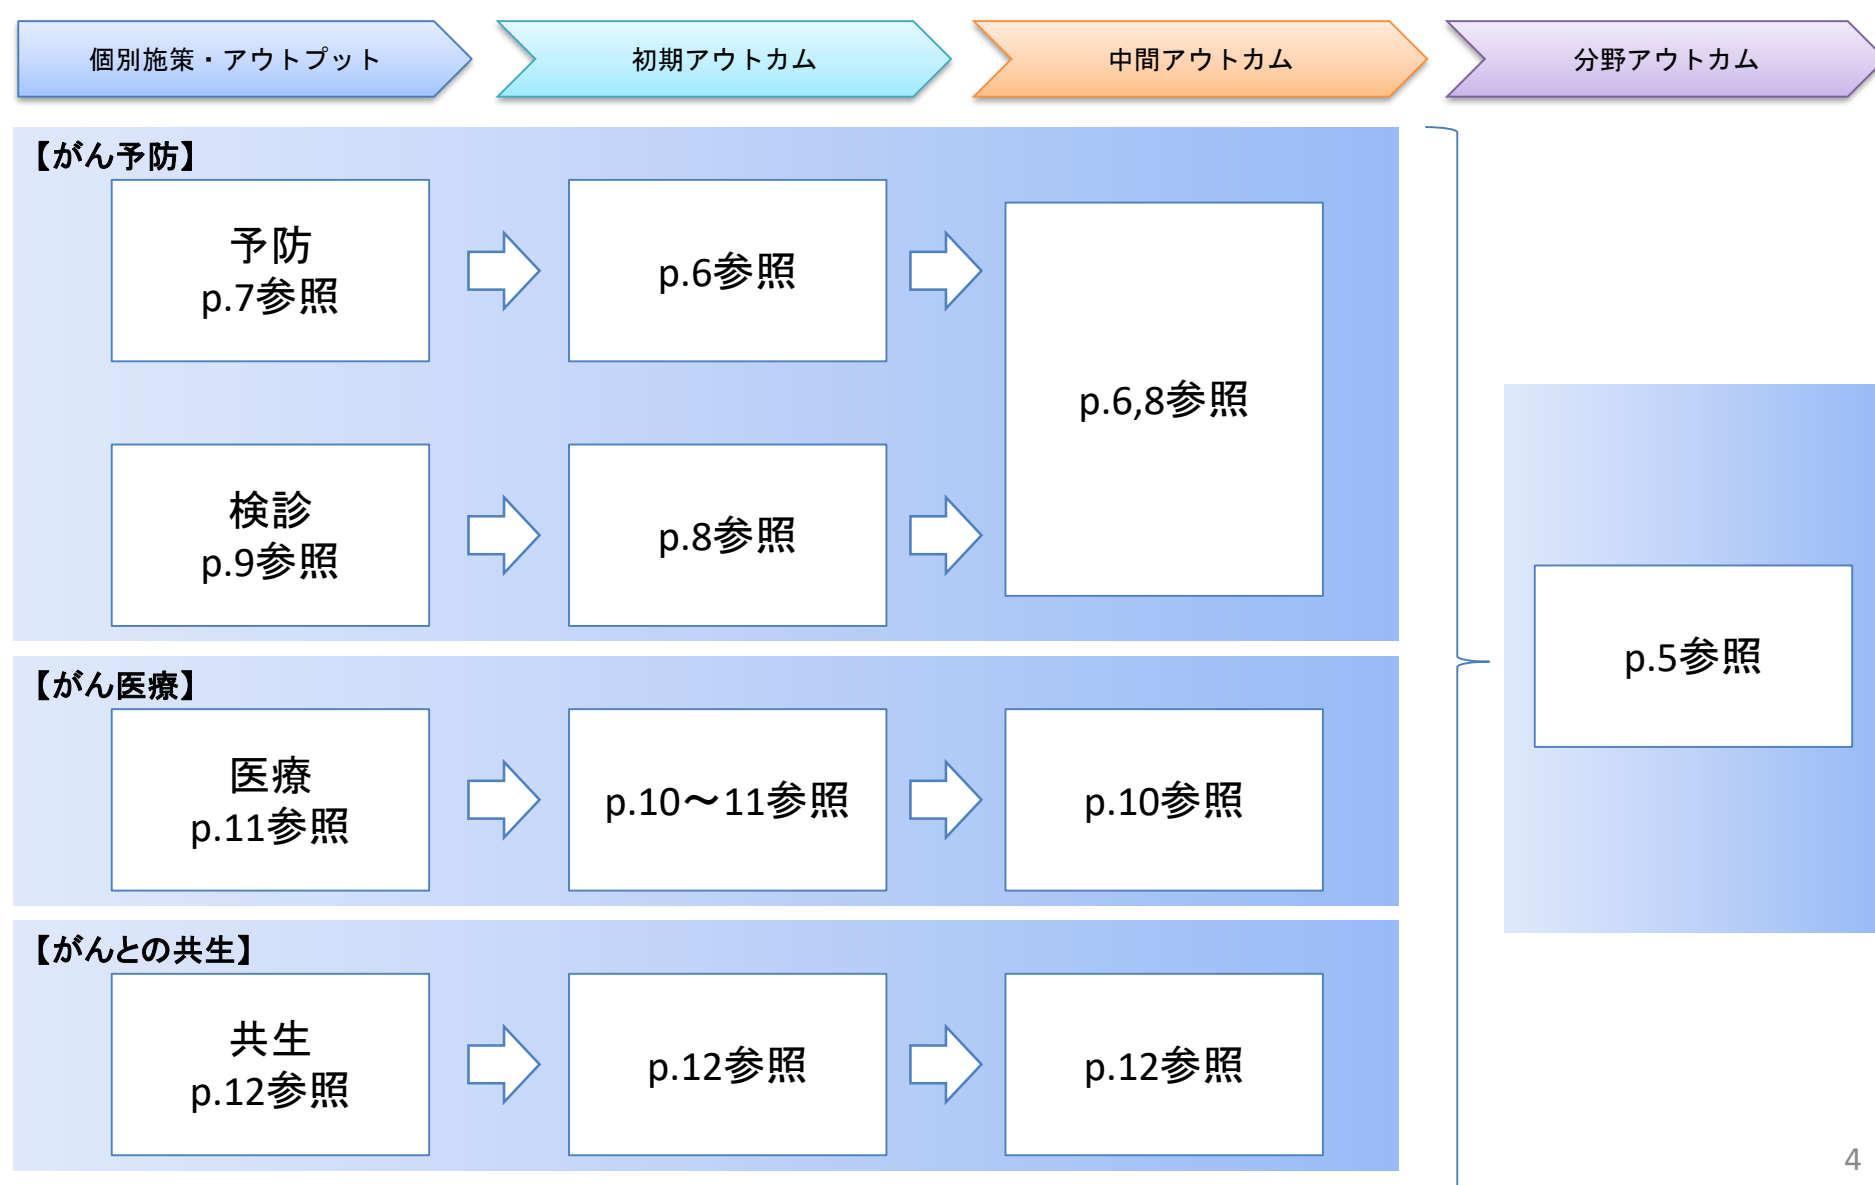 個別施策・アウトプット
初期アウトカム
中間アウトカム
分野アウトカム
【がん予防】
予防
p.7参照
p.6参照
p.6,8参照
検診
p.9参照
p.8参照
【がん医療】
医療
p.11参照
p.10～11参照
p.10参照
【がんとの共生】
共生
p.12参照
p.12参照
p.12参照
p.5参照
4